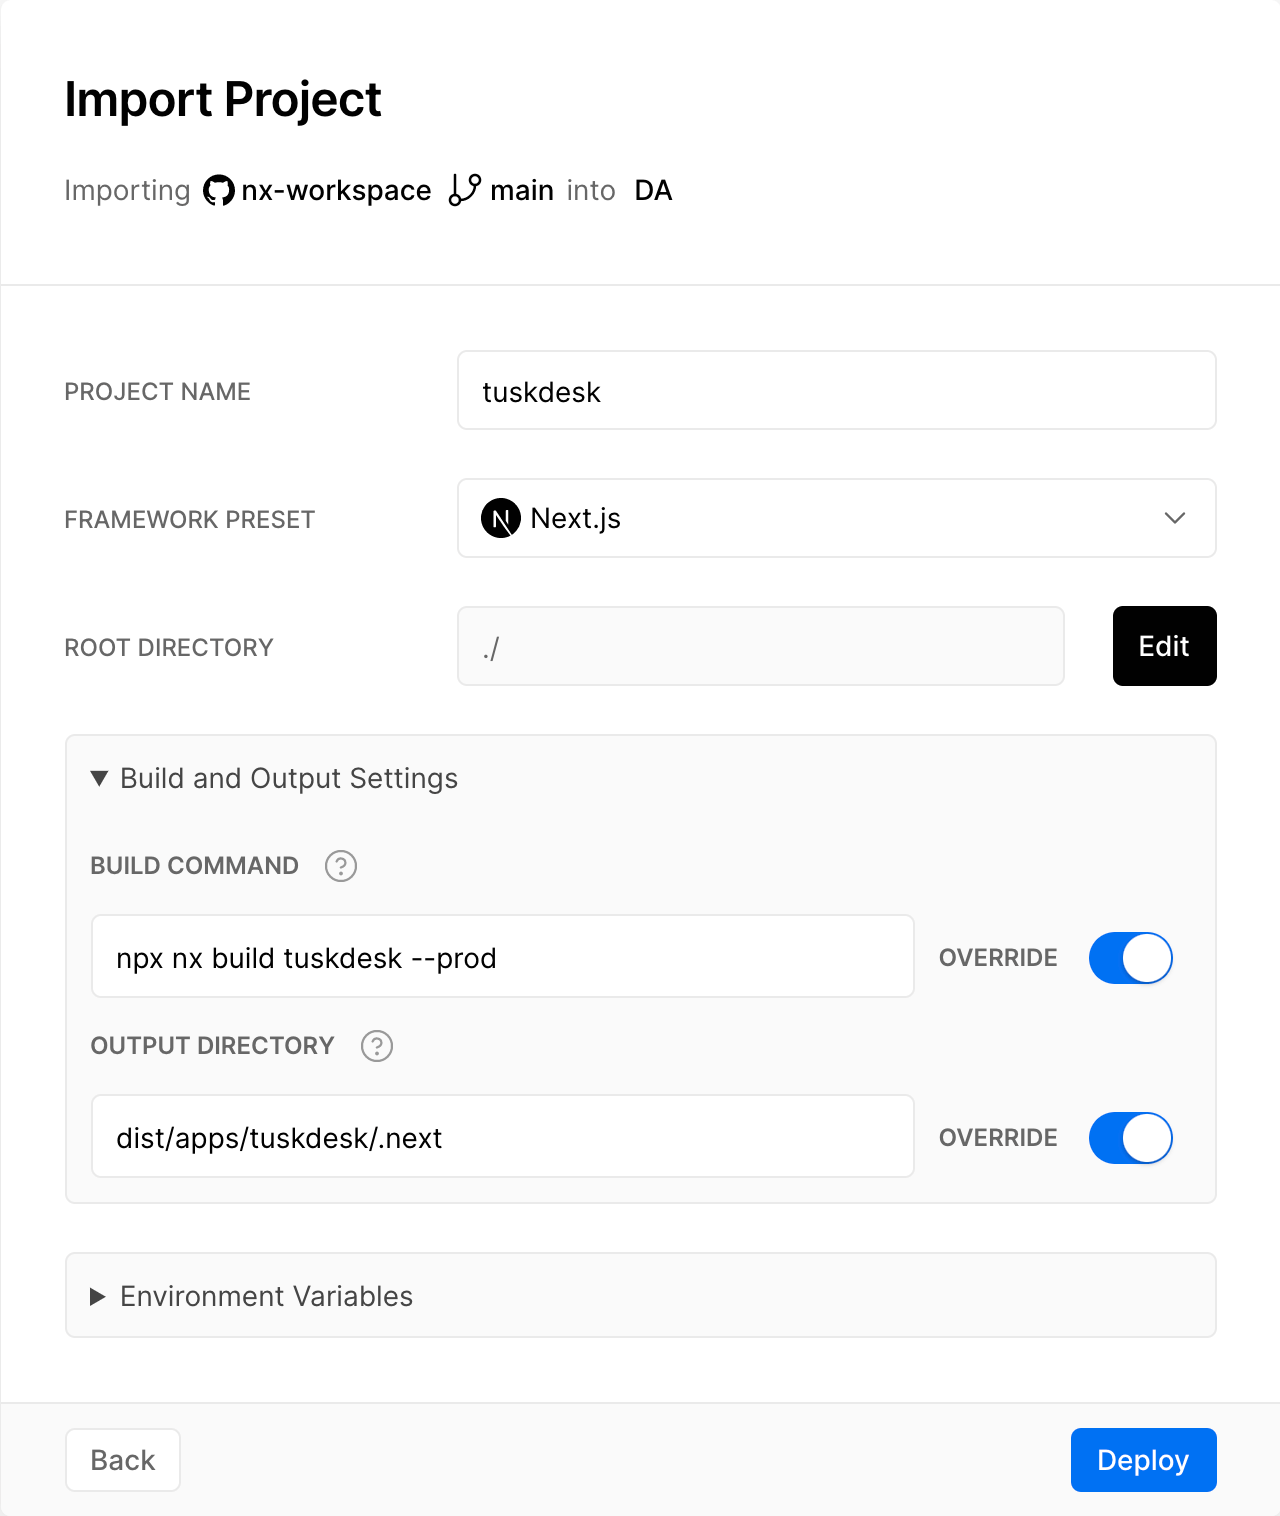 Import Project
Importing nx-workspace main into DA
PROJECT NAME
tuskdesk
FRAMEWORK PRESET
N Next.js
ROOT DIRECTORY
./
Edit
▼ Build and Output Settings
BUILD COMMAND ?
npx nx build tuskdesk --prod
OVERRIDE
OUTPUT DIRECTORY ?
dist/apps/tuskdesk/.next
OVERRIDE
▶ Environment Variables
Back
Deploy